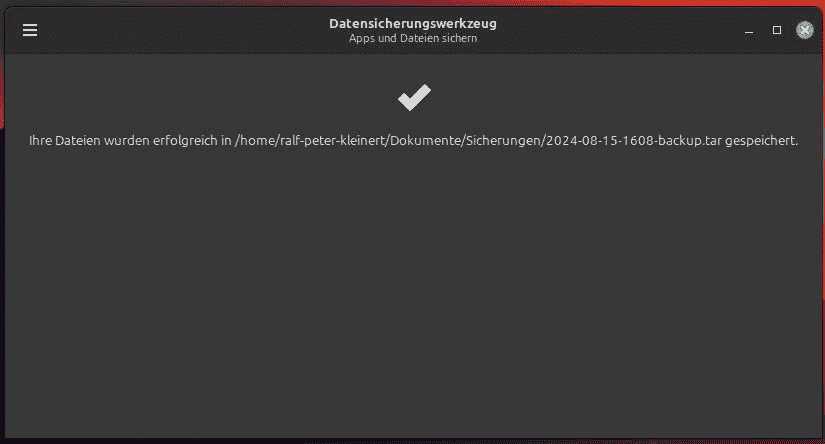 Datensicherungswerkzeug
Apps und Dateien sichern
Ihre Dateien wurden erfolgreich in /home/ralf-peter-kleinert/Dokumente/Sicherungen/2024-08-15-1608-backup.tar gespeichert.